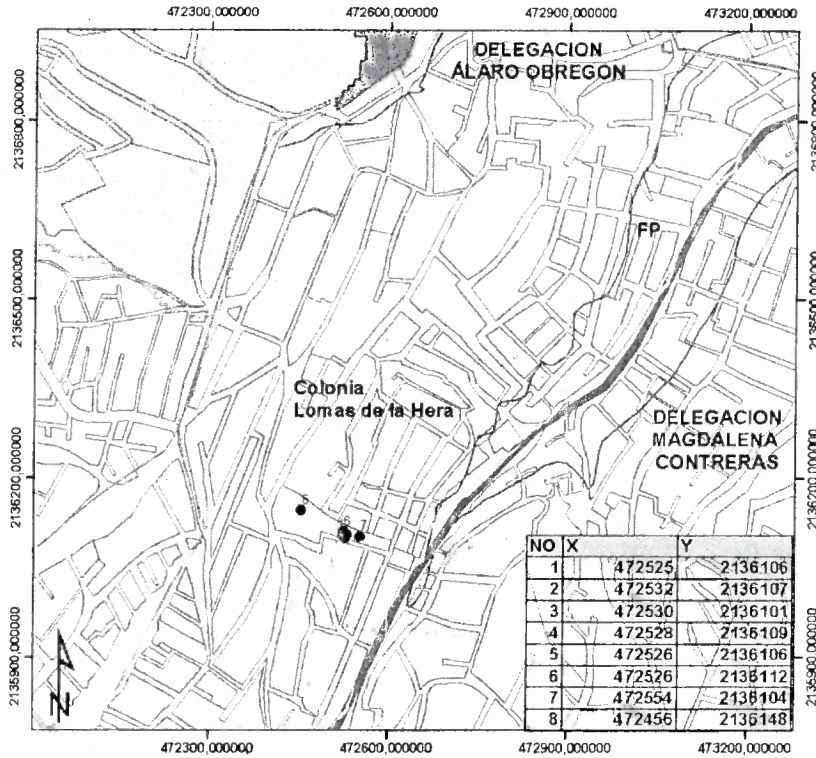 472300,000000 472600,000000 472900,000000 473200,000000
DELEGACION
ÁLARO OBREGON
2136800,000000
2136800,000000
FP
2136500,000000
2136500,000000
Colonia
Lomas de la Hera
DELEGACION
MAGDALENA
CONTRERAS
2136200,000000
2136200,000000
NO X Y
1 472525 2136106
2 472532 2136107
3 472530 2136101
4 472528 2136109
5 472526 2136106
6 472526 2136112
7 472554 2136104
8 472456 2136148
2135900,000000
2135900,000000
N
472300,000000 472600,000000 472900,000000 473200,000000